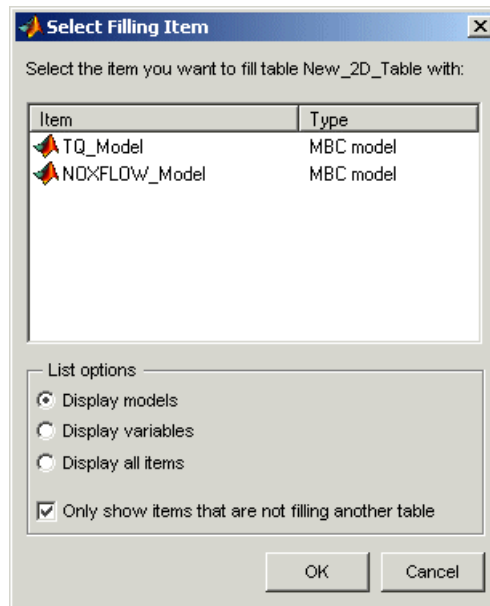 Select Filling Item
Select the item you want to fill table New_2D_Table with:
Item Type
TQ_Model MBC model
NOXFLOW_Model MBC model
List options
Display models
Display variables
Display all items
Only show items that are not filling another table
OK Cancel